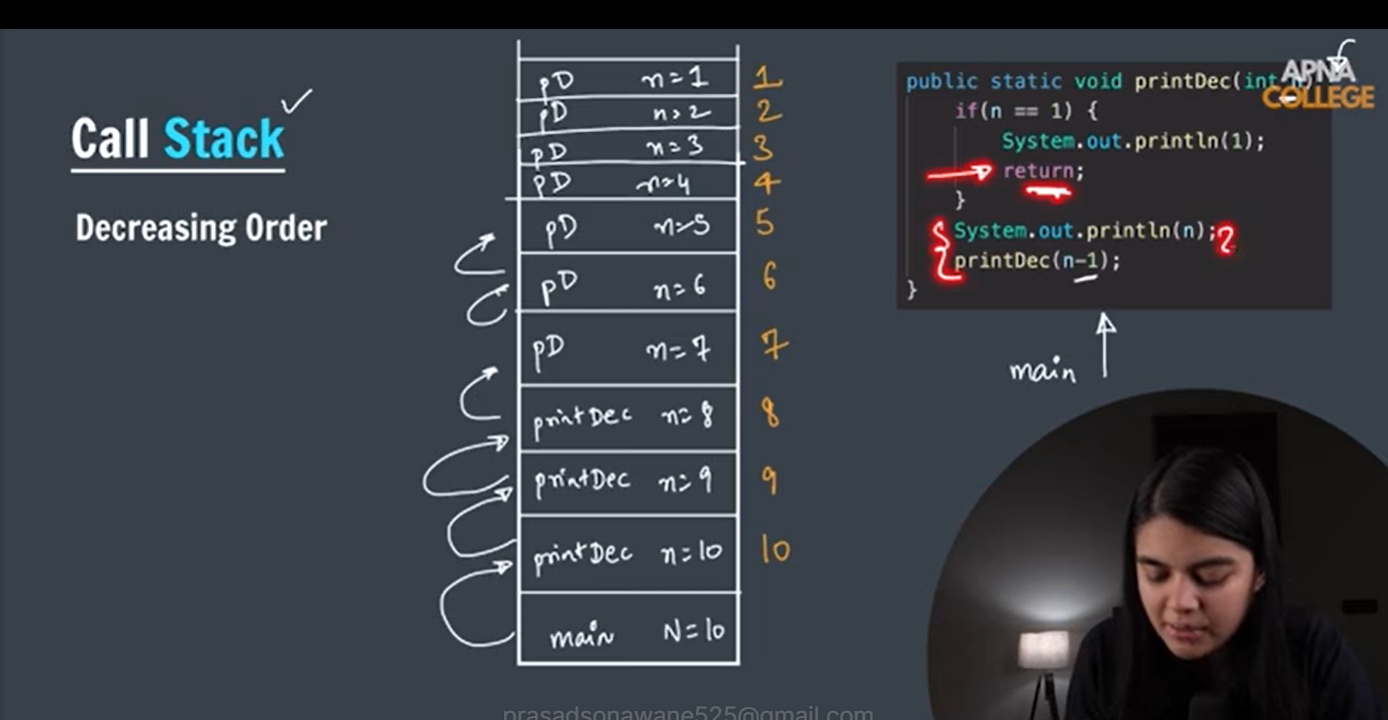 Call Stack
Decreasing Order
pD n=1 1
pD n=2 2
pD n=3 3
pD n=4 4
pD n=5 5
pD n=6 6
pD n=7 7
printDec n=8 8
printDec n=9 9
printDec n=10 10
main N=10
APNA
COLLEGE
public static void printDec(int
if(n == 1) {
System.out.println(1);
return;
}
System.out.println(n);
printDec(n-1);
}
main
prasadsonawane525@gmail.com